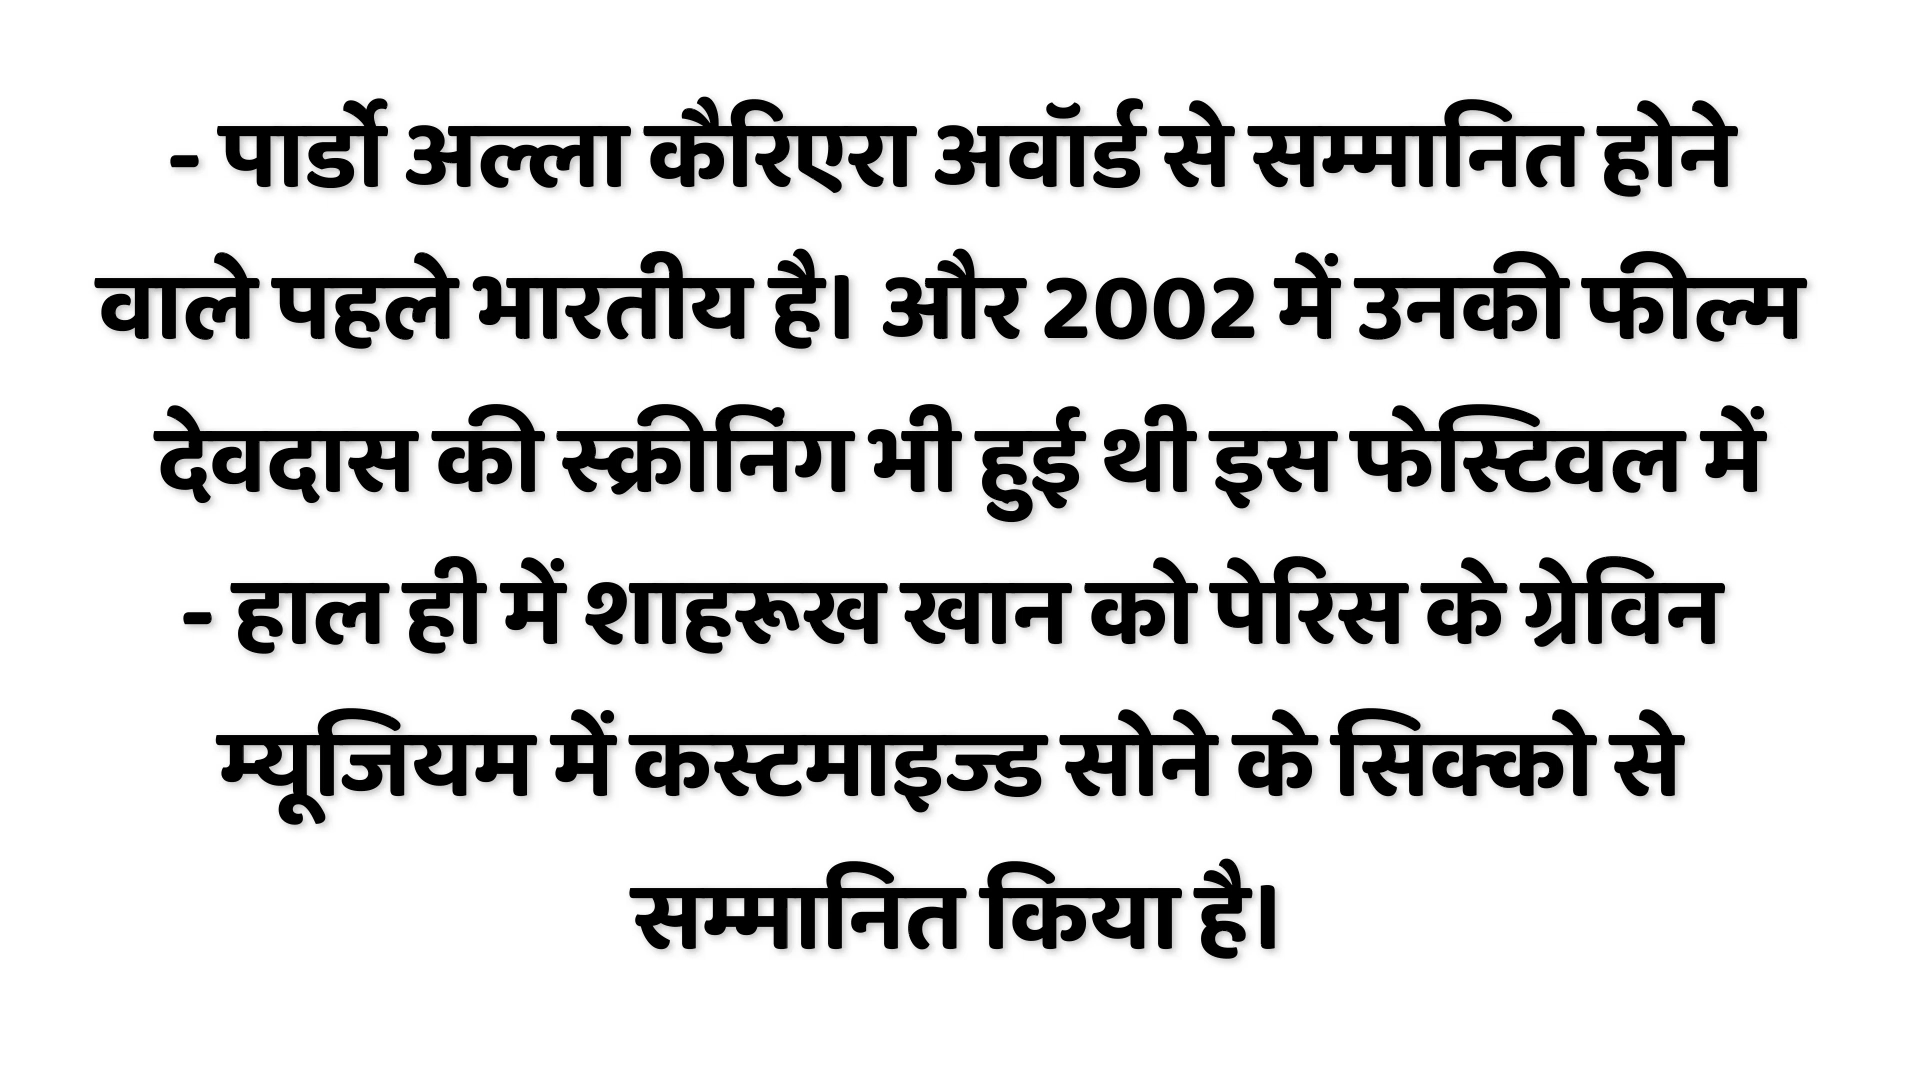 - पार्डो अल्ला कैरिएरा अवॉर्ड से सम्मानित होने
वाले पहले भारतीय है। और 2002 में उनकी फील्म
देवदास की स्क्रीनिंग भी हुई थी इस फेस्टिवल में
- हाल ही में शाहरूख खान को पेरिस के ग्रेविन
म्यूजियम में कस्टमाइज्ड सोने के सिक्को से
सम्मानित किया है।